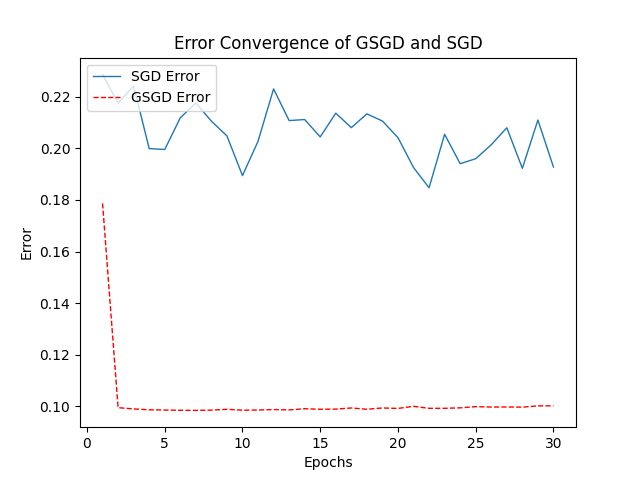 Error Convergence of GSGD and SGD
SGD Error
GSGD Error
0.22
0.20
0.18
0.16
0.14
0.12
0.10
Error
0 5 10 15 20 25 30
Epochs